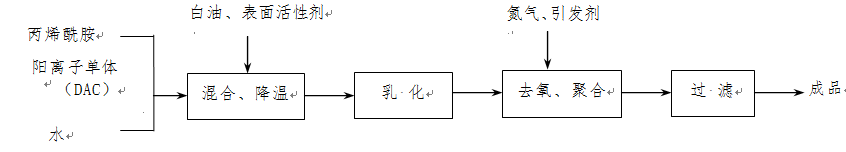 白油、表面活性剂
氮气、引发剂
丙烯酰胺
阳离子单体
（DAC）
水
混合、降温
乳·化
去氧、聚合
过·滤
成品